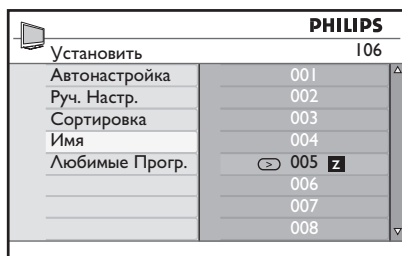 PHILIPS
Установить 106
Автонастройка 001
Руч. Настр. 002
Сортировка 003
Имя 004
Любимые Прогр. > 005 Z
006
007
008